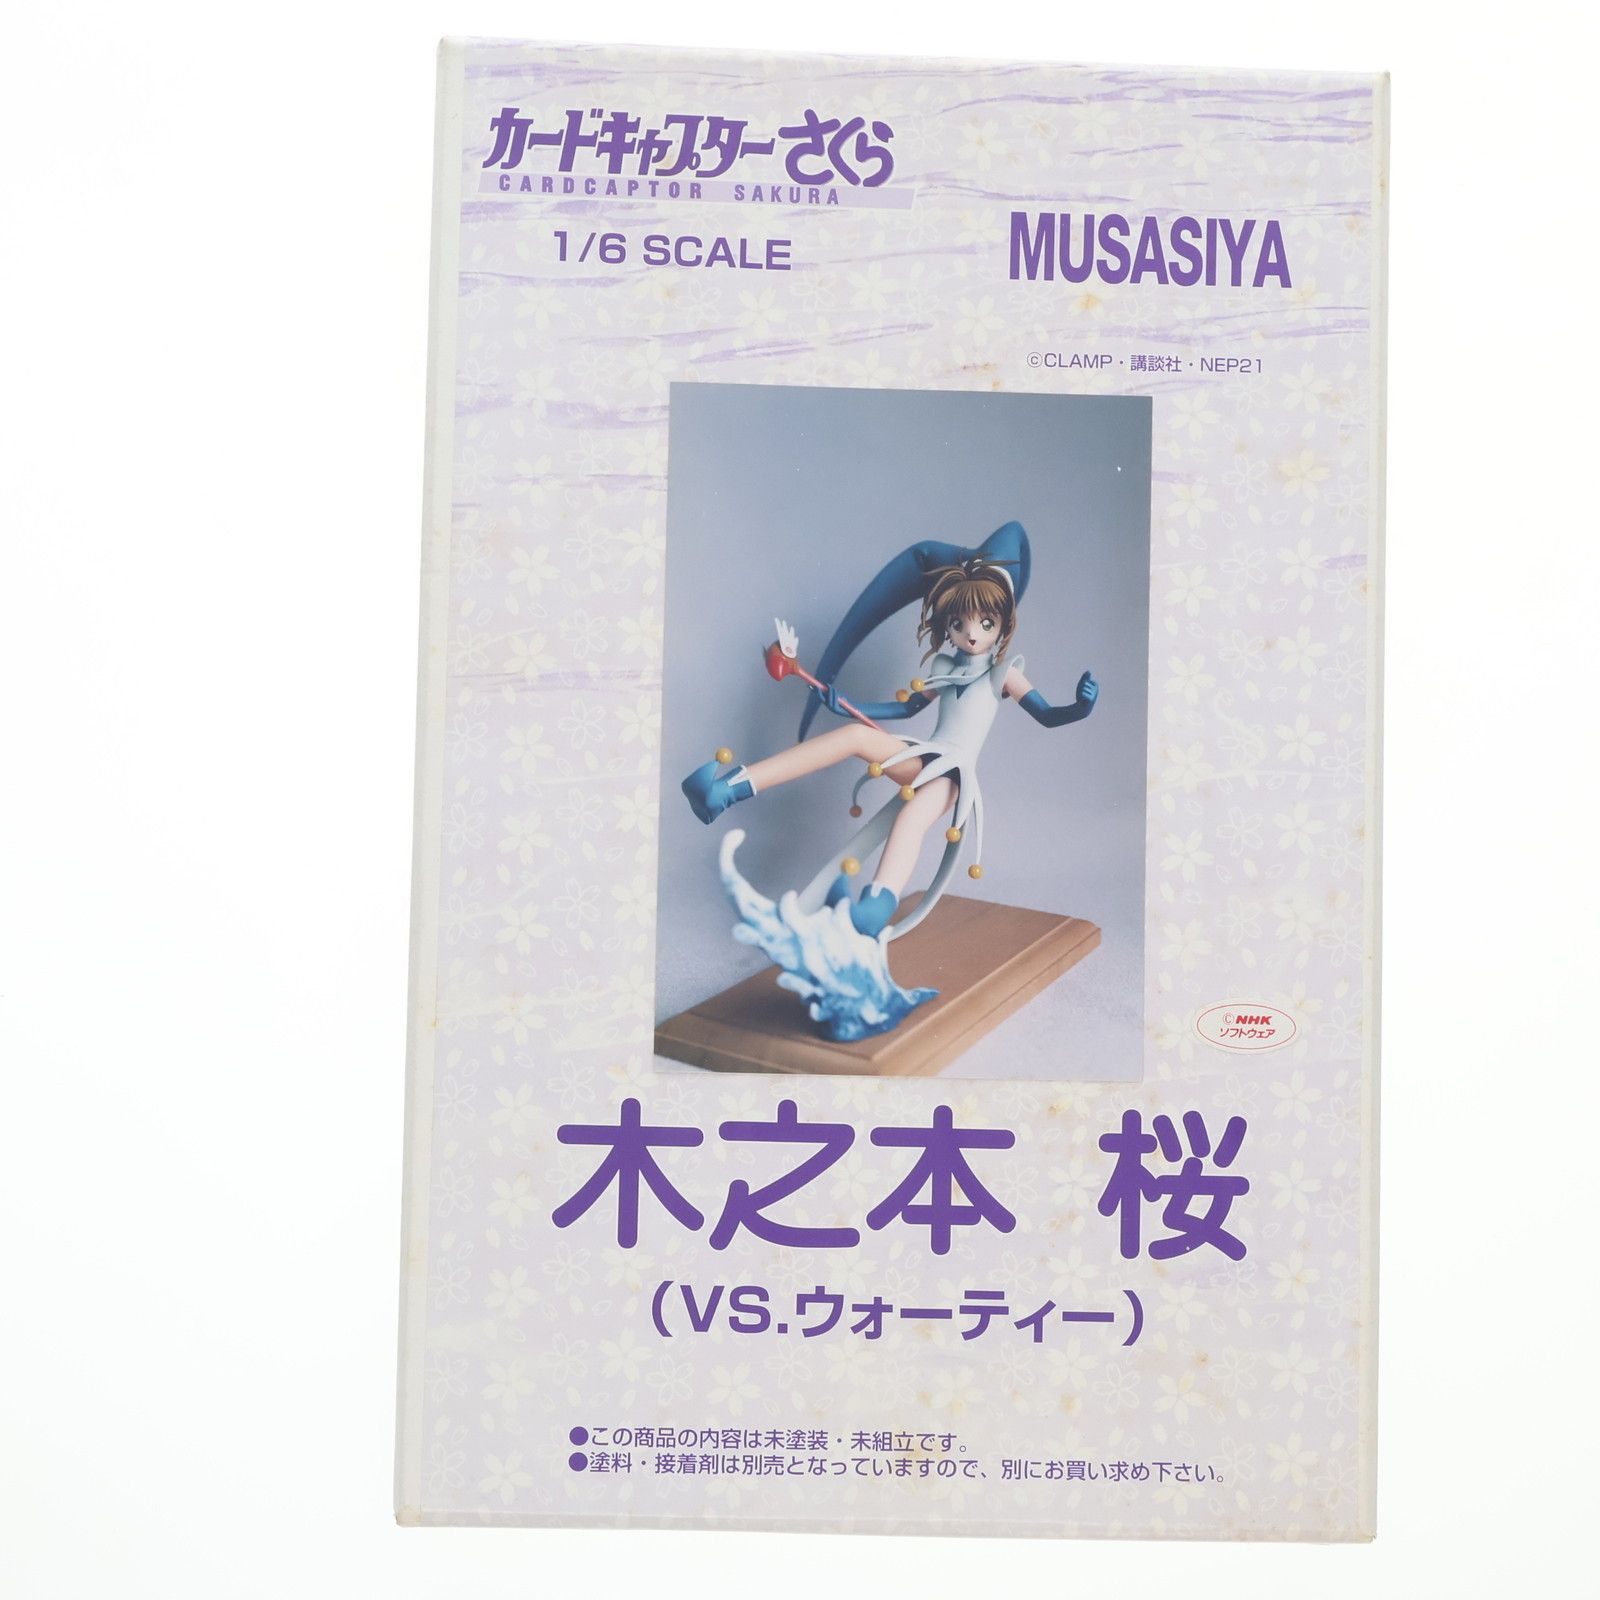 カードキャプターさくら
CARDCAPTOR SAKURA
1/6 SCALE
MUSASIYA
©CLAMP・講談社・NEP21
©NHK
ソフトウェア
木之本 桜
(VS.ウォーティー)
●この商品の内容は未塗装・未組立です。
●塗料・接着剤は別売となっていますので、別にお買い求め下さい。